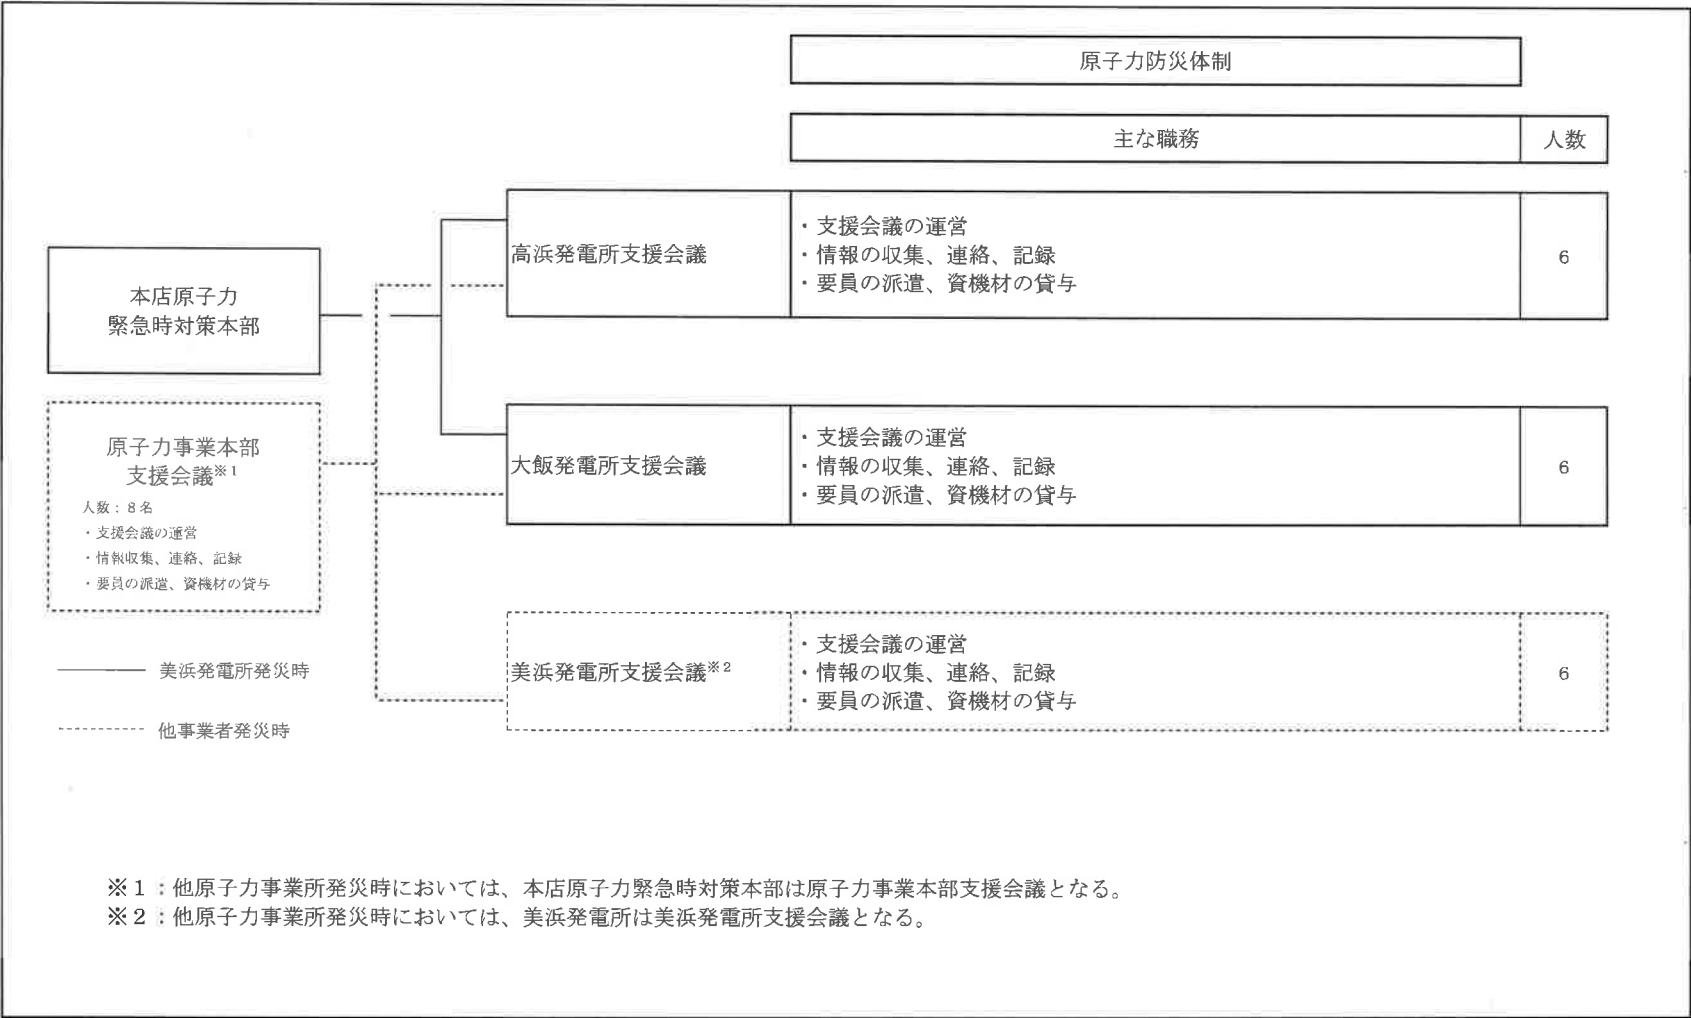 原子力防災体制
主な職務
人数
本店原子力
緊急時対策本部
高浜発電所支援会議
・支援会議の運営
・情報の収集、連絡、記録
・要員の派遣、資機材の貸与
6
原子力事業本部
支援会議※1
人数：8名
・支援会議の運営
・情報収集、連絡、記録
・要員の派遣、資機材の貸与
大飯発電所支援会議
・支援会議の運営
・情報の収集、連絡、記録
・要員の派遣、資機材の貸与
6
美浜発電所支援会議※2
・支援会議の運営
・情報の収集、連絡、記録
・要員の派遣、資機材の貸与
6
美浜発電所発災時
他事業者発災時
※1：他原子力事業所発災時においては、本店原子力緊急時対策本部は原子力事業本部支援会議となる。
※2：他原子力事業所発災時においては、美浜発電所は美浜発電所支援会議となる。